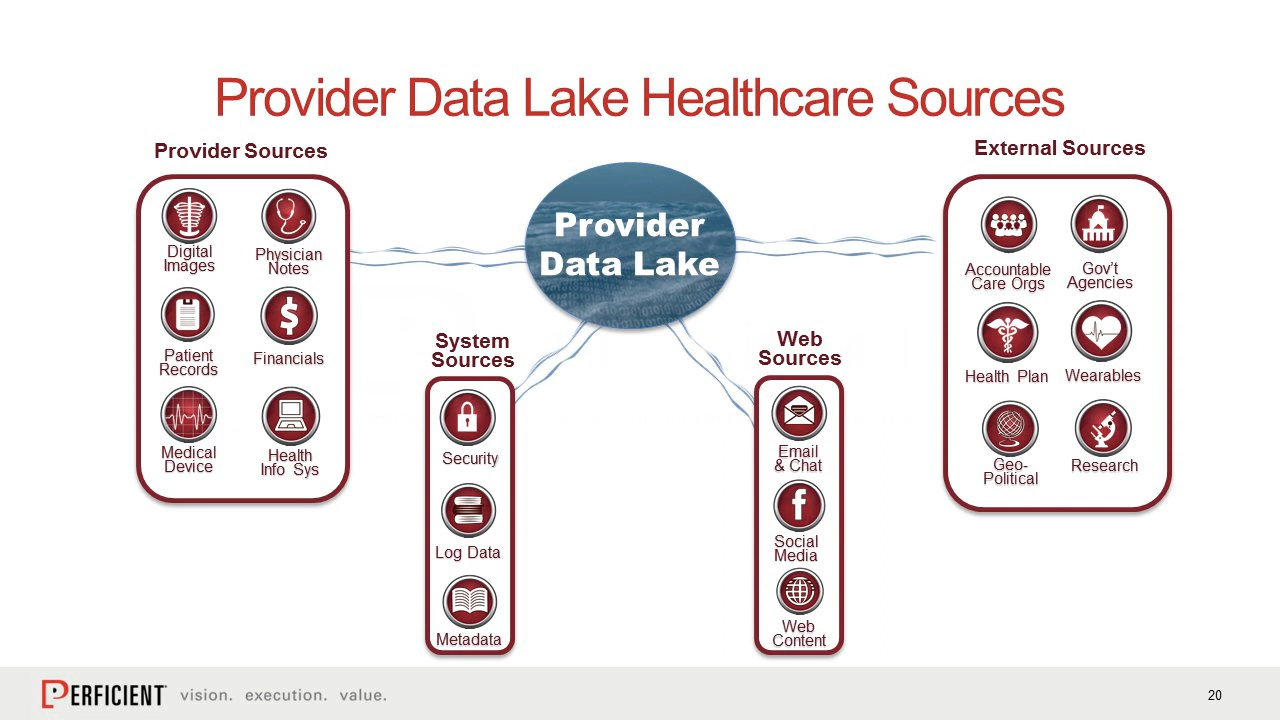 Provider Data Lake Healthcare Sources
Provider Sources
Digital
Images
Physician
Notes
Patient
Records
Financials
Medical
Device
Health
Info Sys
Provider
Data Lake
System
Sources
Security
Log Data
Metadata
Web
Sources
Email
& Chat
Social
Media
Web
Content
External Sources
Accountable
Care Orgs
Gov't
Agencies
Health Plan
Wearables
Geo-
Political
Research
PERFICIENT vision. execution. value.
20